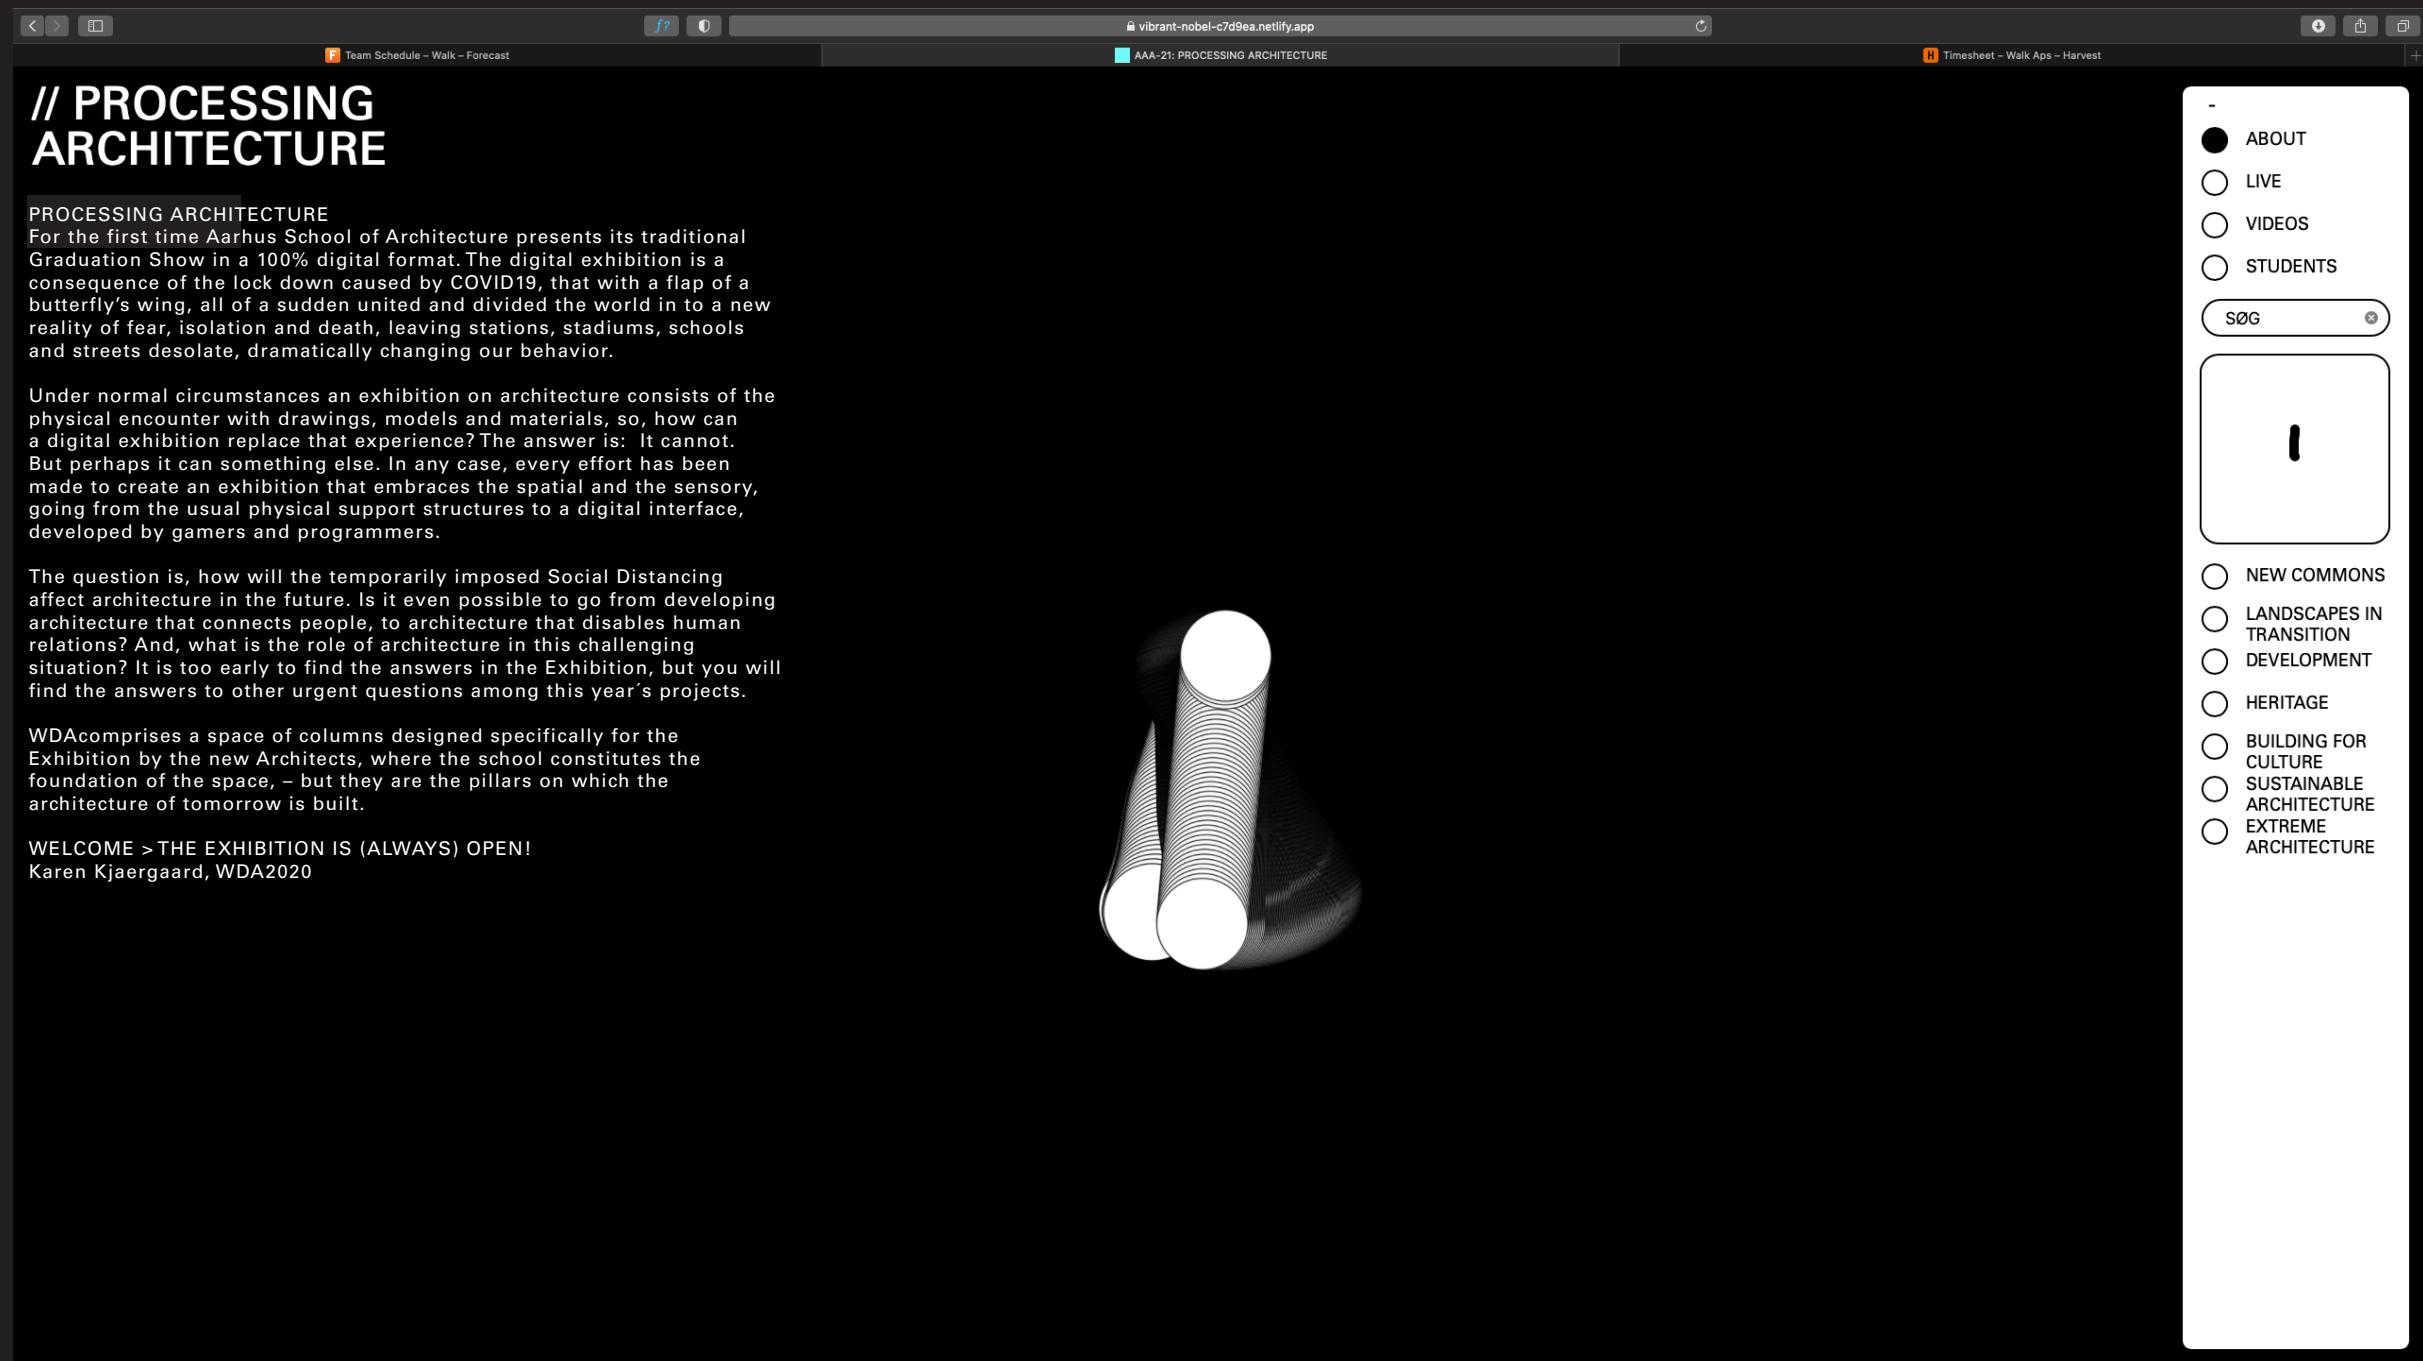 f?
vibrant-nobel-c7d9ea.netlify.app
F Team Schedule – Walk – Forecast
AAA-21: PROCESSING ARCHITECTURE
H Timesheet – Walk Aps – Harvest
// PROCESSING
ARCHITECTURE
PROCESSING ARCHITECTURE
For the first time Aarhus School of Architecture presents its traditional
Graduation Show in a 100% digital format. The digital exhibition is a
consequence of the lock down caused by COVID19, that with a flap of a
butterfly’s wing, all of a sudden united and divided the world in to a new
reality of fear, isolation and death, leaving stations, stadiums, schools
and streets desolate, dramatically changing our behavior.
Under normal circumstances an exhibition on architecture consists of the
physical encounter with drawings, models and materials, so, how can
a digital exhibition replace that experience? The answer is:  It cannot.
But perhaps it can something else. In any case, every effort has been
made to create an exhibition that embraces the spatial and the sensory,
going from the usual physical support structures to a digital interface,
developed by gamers and programmers.
The question is, how will the temporarily imposed Social Distancing
affect architecture in the future. Is it even possible to go from developing
architecture that connects people, to architecture that disables human
relations? And, what is the role of architecture in this challenging
situation? It is too early to find the answers in the Exhibition, but you will
find the answers to other urgent questions among this year´s projects.
WDAcomprises a space of columns designed specifically for the
Exhibition by the new Architects, where the school constitutes the
foundation of the space, – but they are the pillars on which the
architecture of tomorrow is built.
WELCOME > THE EXHIBITION IS (ALWAYS) OPEN!
Karen Kjaergaard, WDA2020
-
ABOUT
LIVE
VIDEOS
STUDENTS
SØG
NEW COMMONS
LANDSCAPES IN
TRANSITION
DEVELOPMENT
HERITAGE
BUILDING FOR
CULTURE
SUSTAINABLE
ARCHITECTURE
EXTREME
ARCHITECTURE